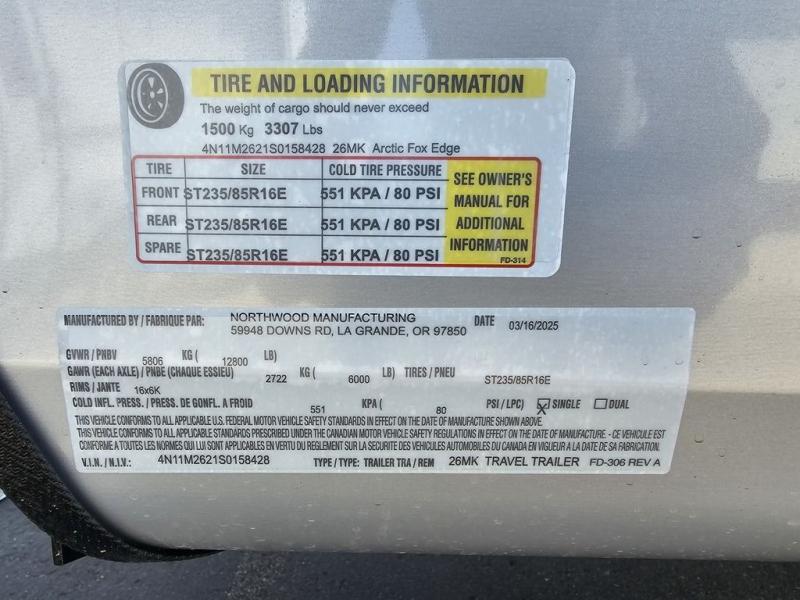 TIRE AND LOADING INFORMATION
The weight of cargo should never exceed
1500 Kg 3307 Lbs
4N11M2621S0158428 26MK Arctic Fox Edge
TIRE SIZE COLD TIRE PRESSURE
FRONT ST235/85R16E 551 KPA / 80 PSI
REAR ST235/85R16E 551 KPA / 80 PSI
SPARE ST235/85R16E 551 KPA / 80 PSI
SEE OWNER'S
MANUAL FOR
ADDITIONAL
INFORMATION
FD-314
MANUFACTURED BY / FABRIQUE PAR: NORTHWOOD MANUFACTURING DATE 03/16/2025
59948 DOWNS RD, LA GRANDE, OR 97850
GVWR / PNBV 5806 KG ( 12800 LB)
GAWR (EACH AXLE) / PNBE (CHAQUE ESSIEU) 2722 KG ( 6000 LB) TIRES / PNEU ST235/85R16E
RIMS / JANTE 16x6K
COLD INFL. PRESS. / PRESS. DE GONFL. A FROID 551 KPA ( 80 PSI / LPC) X SINGLE DUAL
THIS VEHICLE CONFORMS TO ALL APPLICABLE U.S. FEDERAL MOTOR VEHICLE SAFETY STANDARDS IN EFFECT ON THE DATE OF MANUFACTURE SHOWN ABOVE.
THIS VEHICLE CONFORMS TO ALL APPLICABLE STANDARDS PRESCRIBED UNDER THE CANADIAN MOTOR VEHICLE SAFETY REGULATIONS IN EFFECT ON THE DATE OF MANUFACTURE - CE VEHICULE EST
CONFORME A TOUTES LES NORMES QUI LUI SONT APPLICABLES EN VERTU DU REGLEMENT SUR LA SECURITE DES VEHICULES AUTOMOBILES DU CANADA EN VIGUEUR A LA DATE DE SA FABRICATION.
V.I.N. / N.I.V.: 4N11M2621S0158428 TYPE / TYPE: TRAILER TRA / REM 26MK TRAVEL TRAILER FD-306 REV A